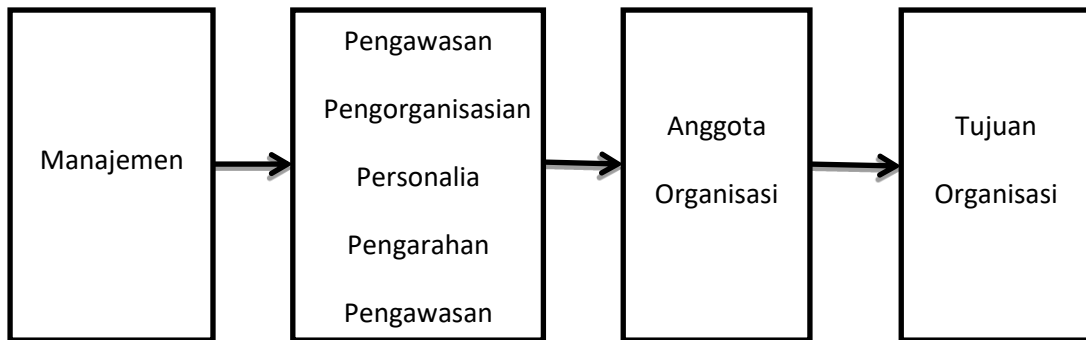 Manajemen
Pengawasan
Pengorganisasian
Personalia
Pengarahan
Pengawasan
Anggota
Organisasi
Tujuan
Organisasi